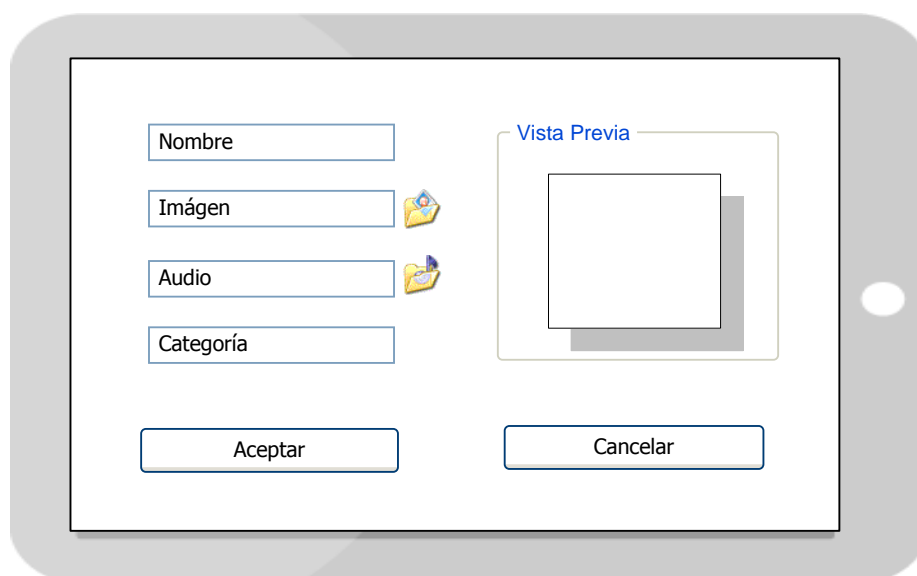 Nombre
Imágen
Audio
Categoría
Vista Previa
Aceptar
Cancelar